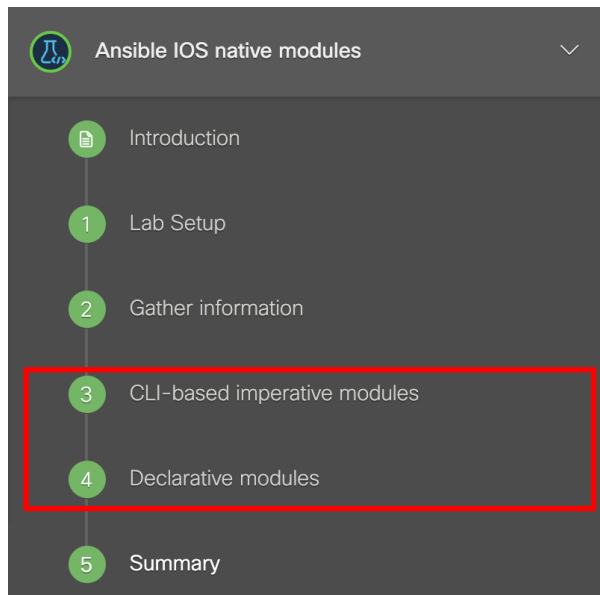 Ansible IOS native modules
Introduction
1 Lab Setup
2 Gather information
3 CLI-based imperative modules
4 Declarative modules
5 Summary